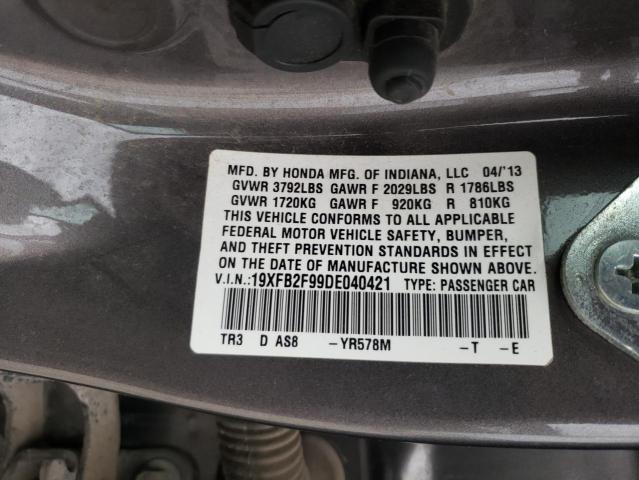 MFD. BY HONDA MFG. OF INDIANA, LLC 04/'13
GVWR 3792LBS GAWR F 2029LBS R 1786LBS
GVWR 1720KG GAWR F 920KG R 810KG
THIS VEHICLE CONFORMS TO ALL APPLICABLE
FEDERAL MOTOR VEHICLE SAFETY, BUMPER,
AND THEFT PREVENTION STANDARDS IN EFFECT
ON THE DATE OF MANUFACTURE SHOWN ABOVE.
V.I.N.:19XFB2F99DE040421 TYPE: PASSENGER CAR
TR3 D AS8 -YR578M -T -E